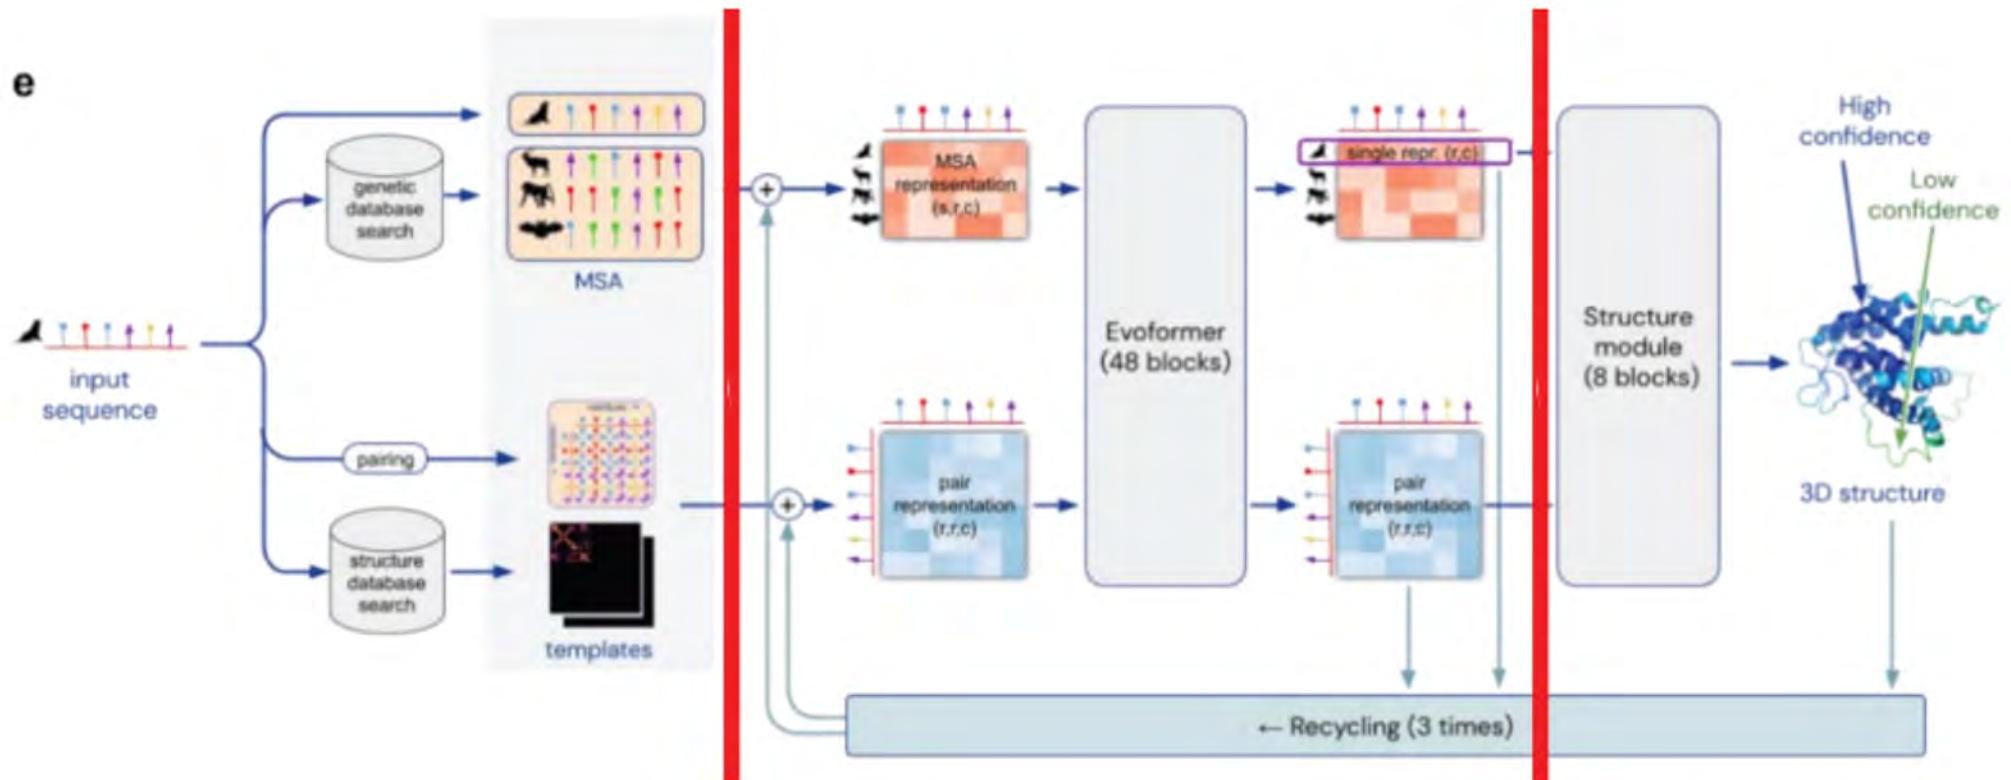 e
input
sequence
genetic
database
search
pairing
structure
database
search
MSA
templates
MSA
representation
(s,r,c)
pair
representation
(r,r,c)
Evoformer
(48 blocks)
single repr. (r,c)
pair
representation
(r,r,c)
Structure
module
(8 blocks)
High
confidence
Low
confidence
3D structure
← Recycling (3 times)